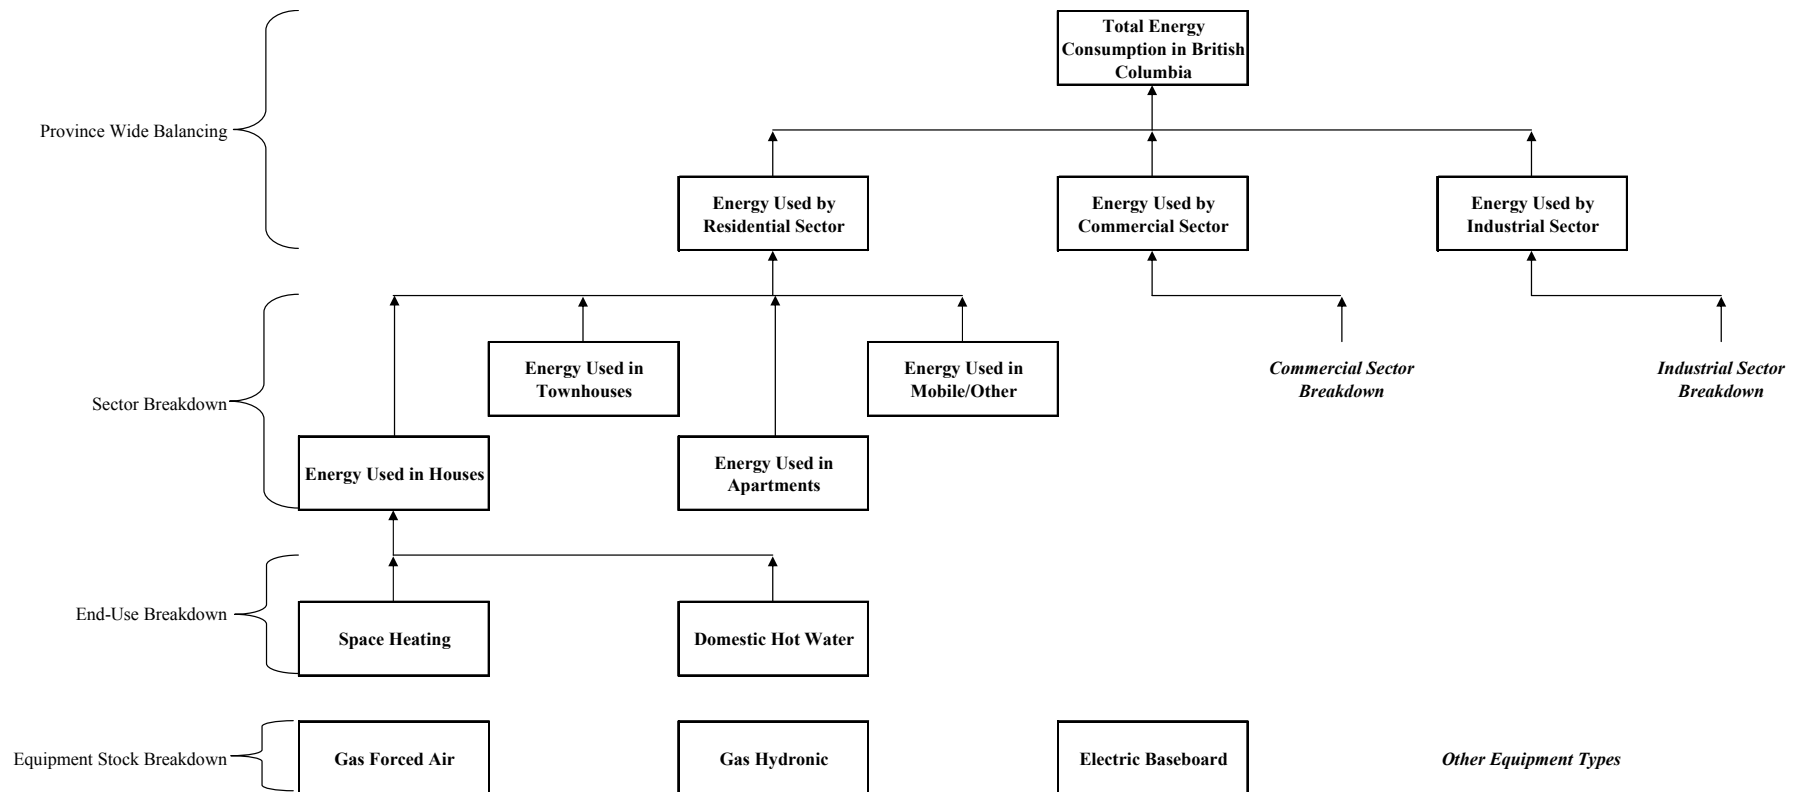 Total Energy
Consumption in British
Columbia
Province Wide Balancing
Energy Used by
Residential Sector
Energy Used by
Commercial Sector
Energy Used by
Industrial Sector
Sector Breakdown
Energy Used in
Townhouses
Energy Used in
Mobile/Other
Commercial Sector
Breakdown
Industrial Sector
Breakdown
Energy Used in Houses
Energy Used in
Apartments
End-Use Breakdown
Space Heating
Domestic Hot Water
Equipment Stock Breakdown
Gas Forced Air
Gas Hydronic
Electric Baseboard
Other Equipment Types